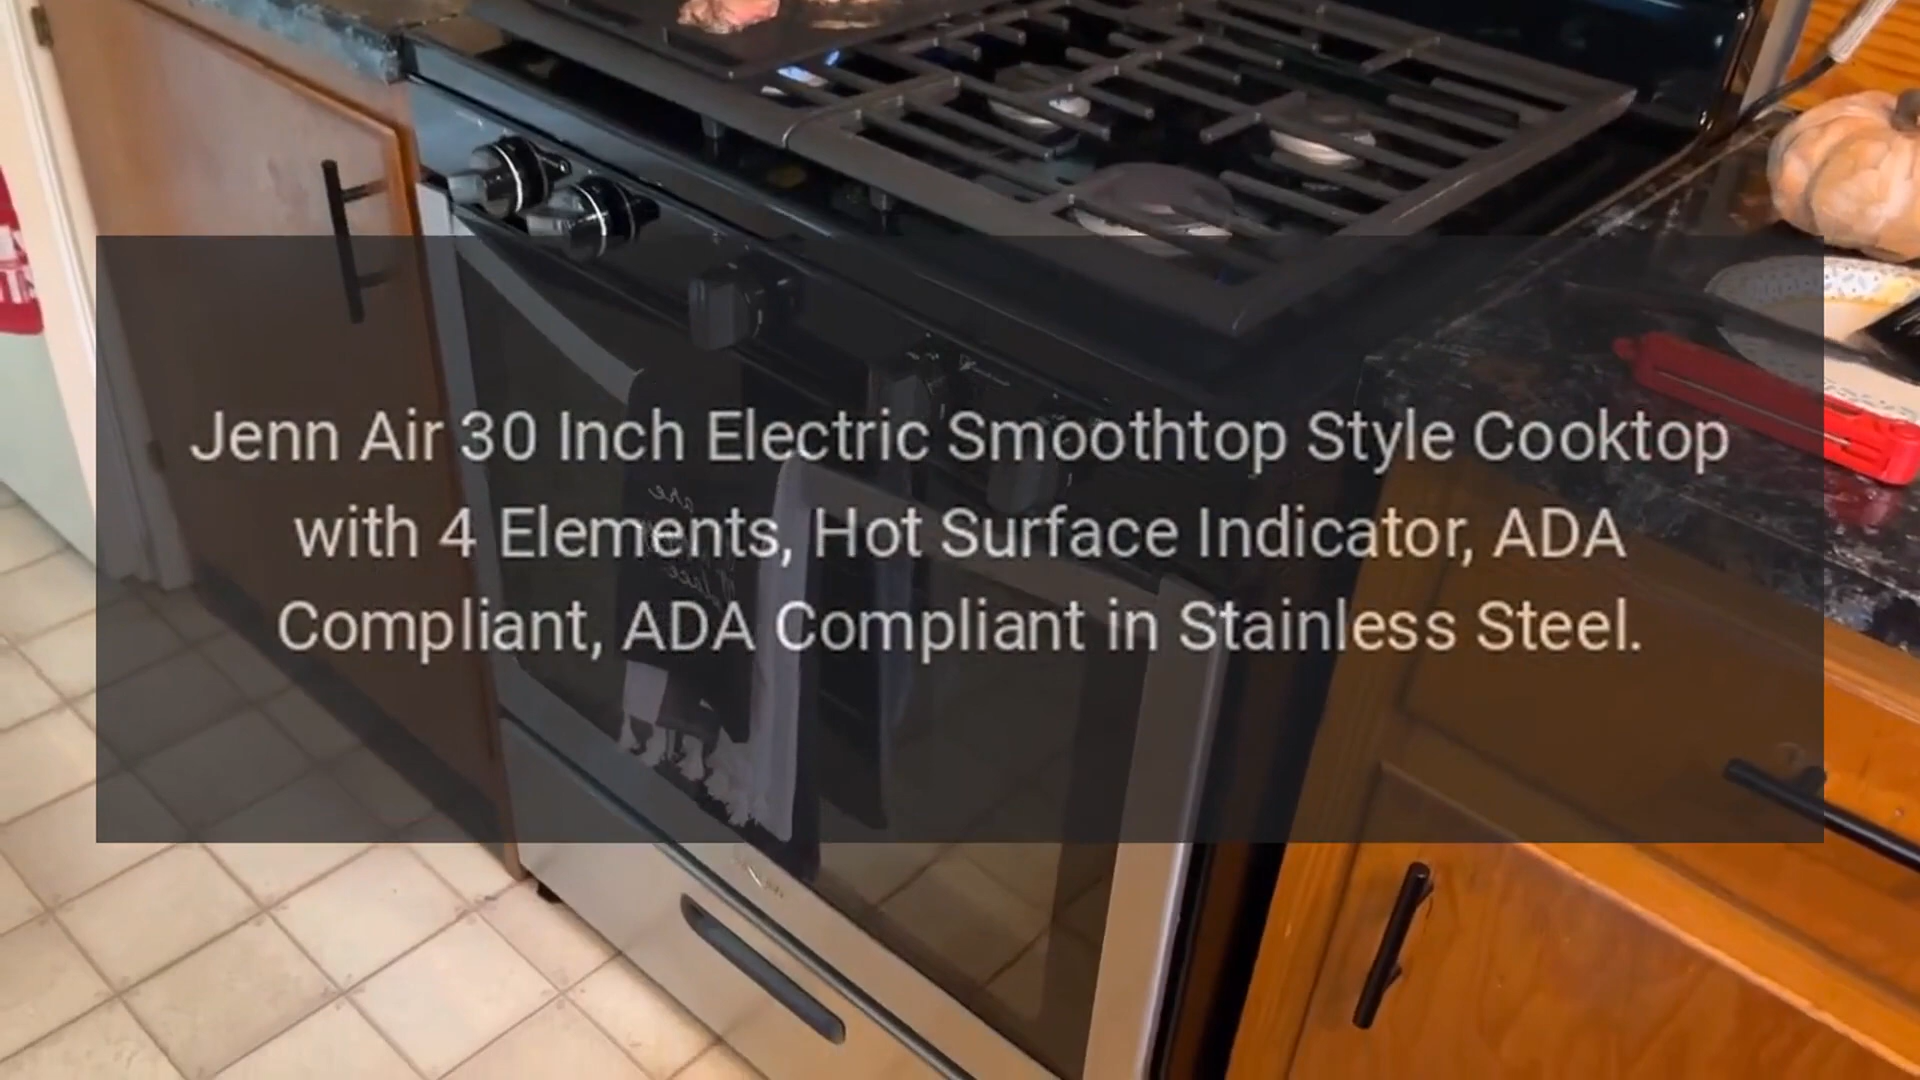 Jenn Air 30 Inch Electric Smoothtop Style Cooktop
with 4 Elements, Hot Surface Indicator, ADA
Compliant, ADA Compliant in Stainless Steel.